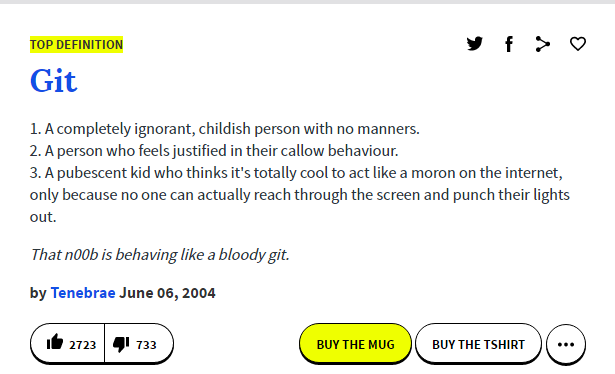 TOP DEFINITION
Git
1. A completely ignorant, childish person with no manners.
2. A person who feels justified in their callow behaviour.
3. A pubescent kid who thinks it's totally cool to act like a moron on the internet,
only because no one can actually reach through the screen and punch their lights
out.
That n00b is behaving like a bloody git.
by Tenebrae June 06, 2004
2723 733 BUY THE MUG BUY THE TSHIRT